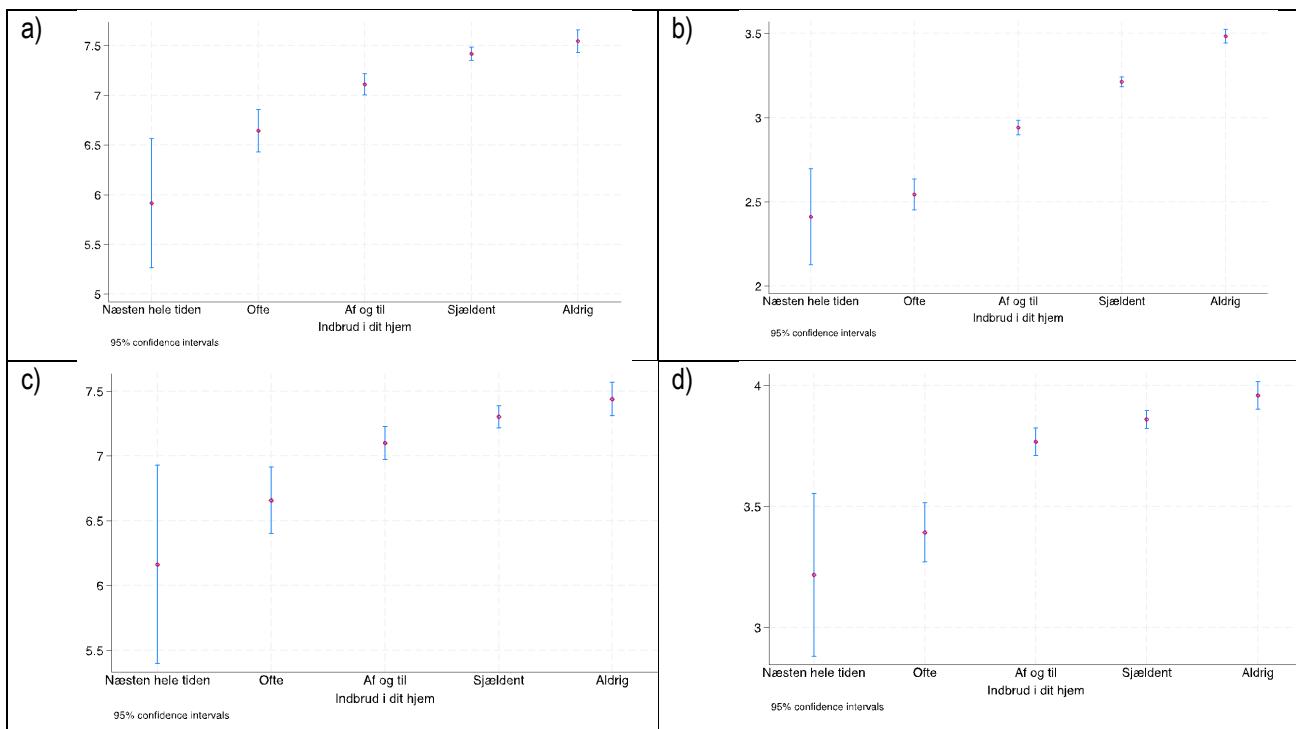 a)
7.5
7
6.5
6
5.5
5
Næsten hele tiden Ofte Af og til Sjældent Aldrig
Indbrud i dit hjem
95% confidence intervals
b)
3.5
3
2.5
2
Næsten hele tiden Ofte Af og til Sjældent Aldrig
Indbrud i dit hjem
95% confidence intervals
c)
7.5
7
6.5
6
5.5
Næsten hele tiden Ofte Af og til Sjældent Aldrig
Indbrud i dit hjem
95% confidence intervals
d)
4
3.5
3
Næsten hele tiden Ofte Af og til Sjældent Aldrig
Indbrud i dit hjem
95% confidence intervals